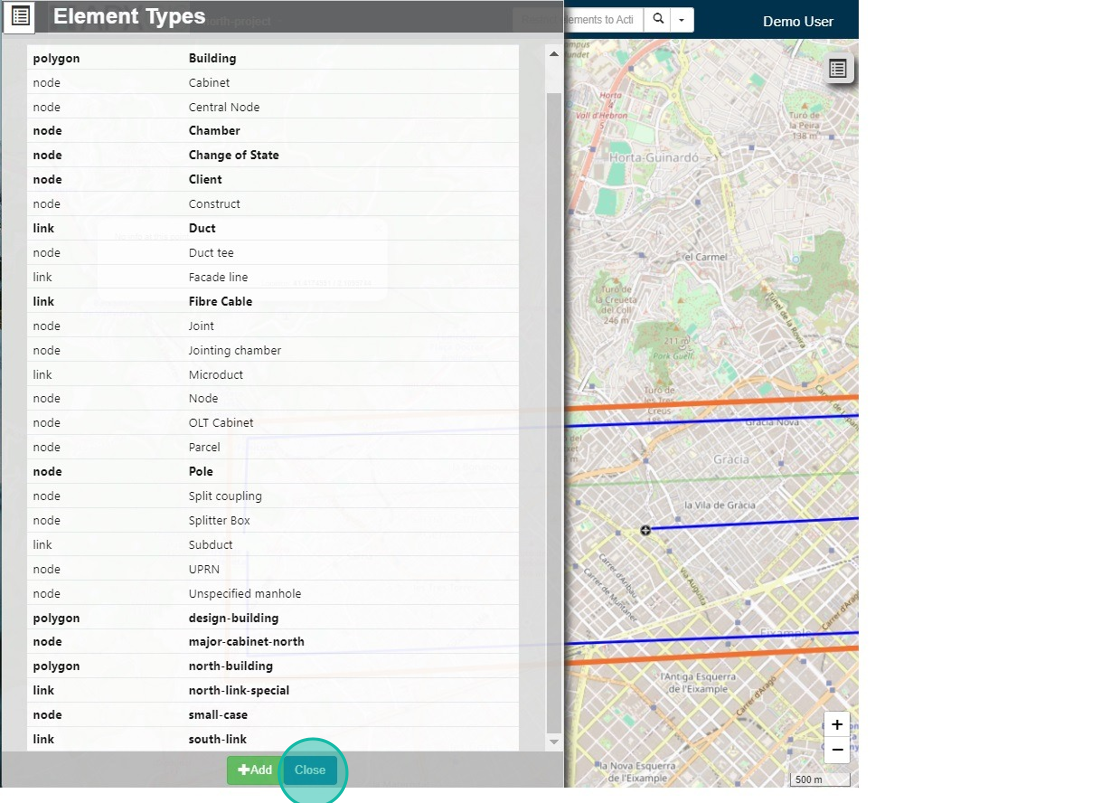 Element Types
north-project
ements to Acti
Demo User
polygon Building
node Cabinet
node Central Node
node Chamber
node Change of State
node Client
node Construct
link Duct
node Duct tee
link Facade line
link Fibre Cable
node Joint
node Jointing chamber
link Microduct
node Node
node OLT Cabinet
node Parcel
node Pole
node Split coupling
node Splitter Box
link Subduct
node UPRN
node Unspecified manhole
polygon design-building
node major-cabinet-north
polygon north-building
link north-link-special
node small-case
link south-link
+Add
Close
Horta
Vall d'Hebron
Turó de
la Peira
138 m
Horta-Guinardó
el Carmel
Turó de
la Creueta
del Coll
246 m
Túnel de la Rovira
211 m
Park Güell
Turó de
les Tres
Creus
Gràcia Nova
Gràcia
la Vila de Gràcia
Via Augusta
Carrer d'Aribau
Carrer de Muntaner
Carrer d'Aragó
Eixample
l'Antiga Esquerra
de l'Eixample
Carrer d'Aragó
la Nova Esquerra
de l'Eixample
+
−
500 m